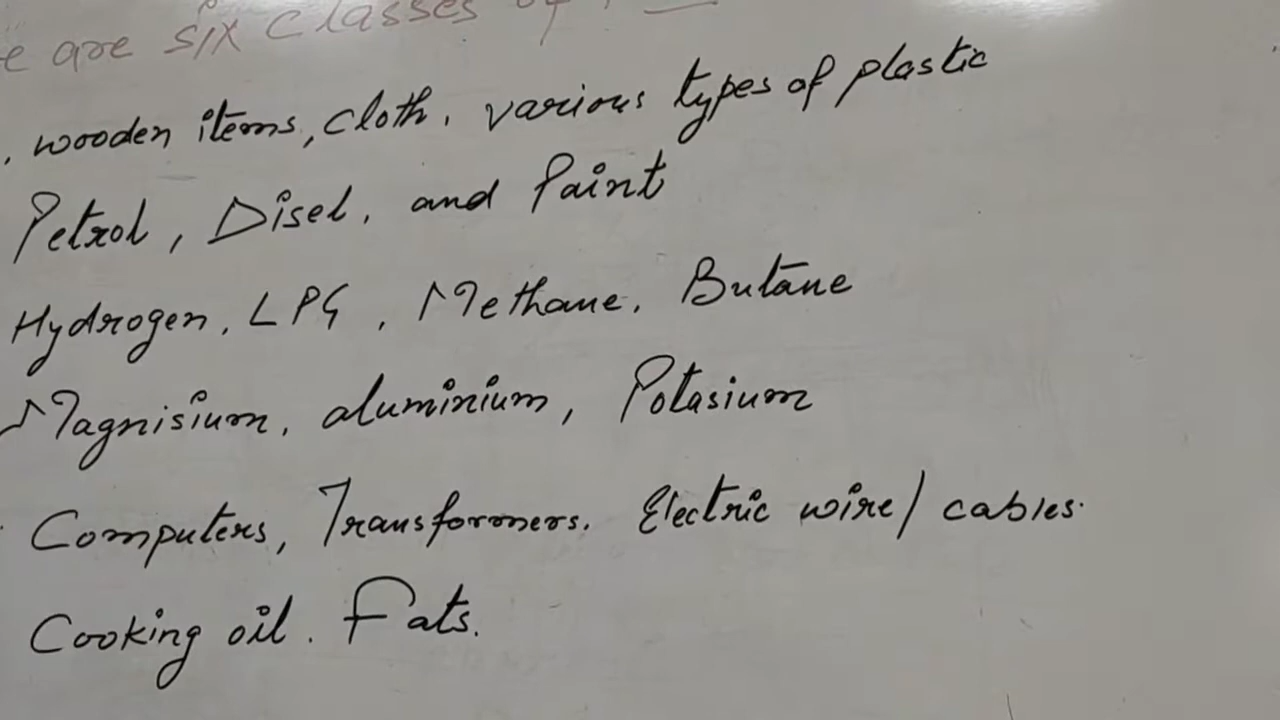 are six classes of
, wooden items, cloth, various types of plastic
Petrol, Disel, and Paint
Hydrogen, LPG, Methane, Butane
Magnisium, aluminium, Potasium
Computers, Transformers, Electric wire/cables.
Cooking oil. Fats.